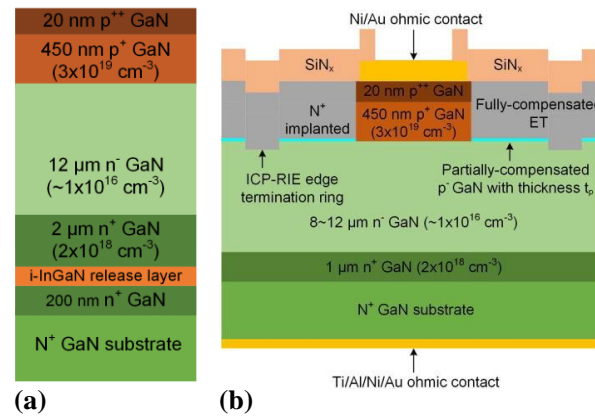 20 nm p⁺⁺ GaN
450 nm p⁺ GaN
(3x10¹⁹ cm⁻³)
12 µm n⁻ GaN
(~1x10¹⁶ cm⁻³)
2 µm n⁺ GaN
(2x10¹⁸ cm⁻³)
i-InGaN release layer
200 nm n⁺ GaN
N⁺ GaN substrate
(a)
Ni/Au ohmic contact
SiNₓ
SiNₓ
20 nm p⁺⁺ GaN
450 nm p⁺ GaN
(3x10¹⁹ cm⁻³)
N⁺
implanted
Fully-compensated
ET
ICP-RIE edge
termination ring
Partially-compensated
p⁻ GaN with thickness tₚ
8~12 µm n⁻ GaN (~1x10¹⁶ cm⁻³)
1 µm n⁺ GaN (2x10¹⁸ cm⁻³)
N⁺ GaN substrate
Ti/Al/Ni/Au ohmic contact
(b)